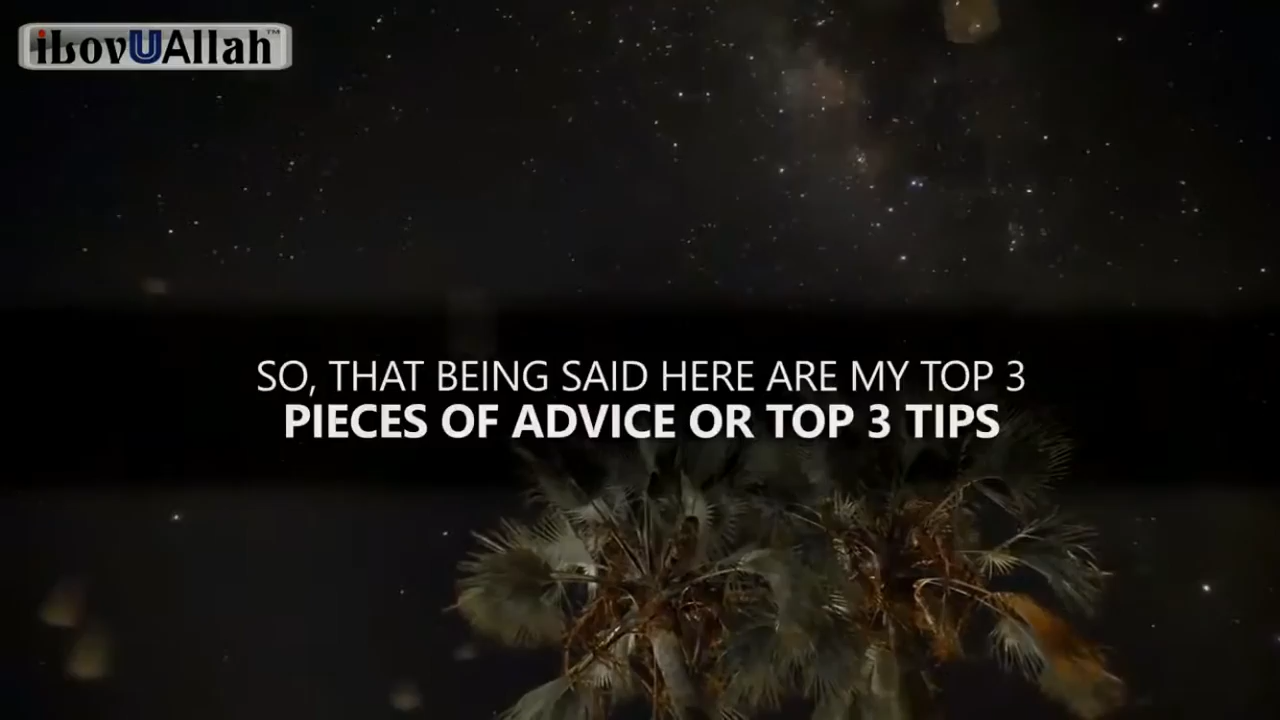 iLovUAllah™
SO, THAT BEING SAID HERE ARE MY TOP 3
PIECES OF ADVICE OR TOP 3 TIPS